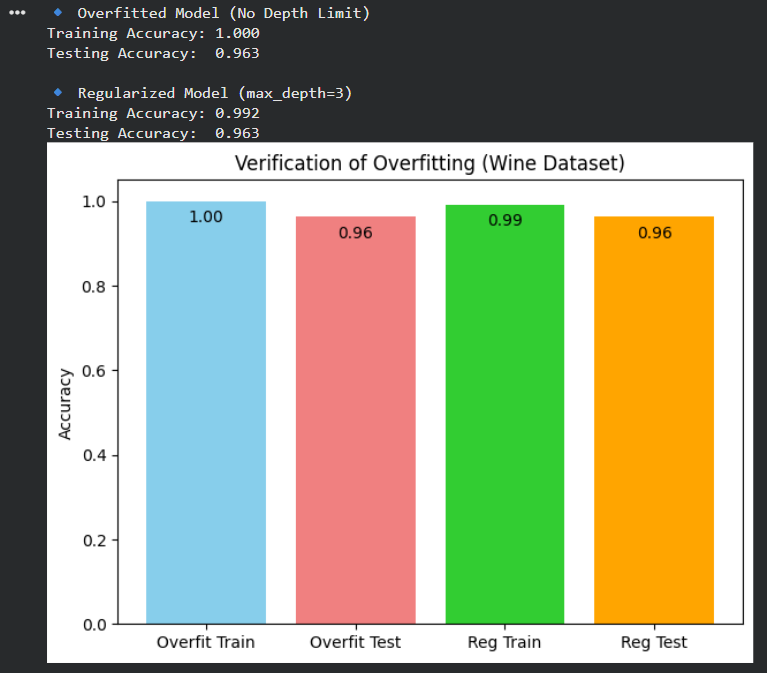 Overfitted Model (No Depth Limit)
Training Accuracy: 1.000
Testing Accuracy:  0.963
Regularized Model (max_depth=3)
Training Accuracy: 0.992
Testing Accuracy:  0.963
Verification of Overfitting (Wine Dataset)
1.0
0.8
0.6
0.4
0.2
0.0
Accuracy
1.00
0.96
0.99
0.96
Overfit Train
Overfit Test
Reg Train
Reg Test